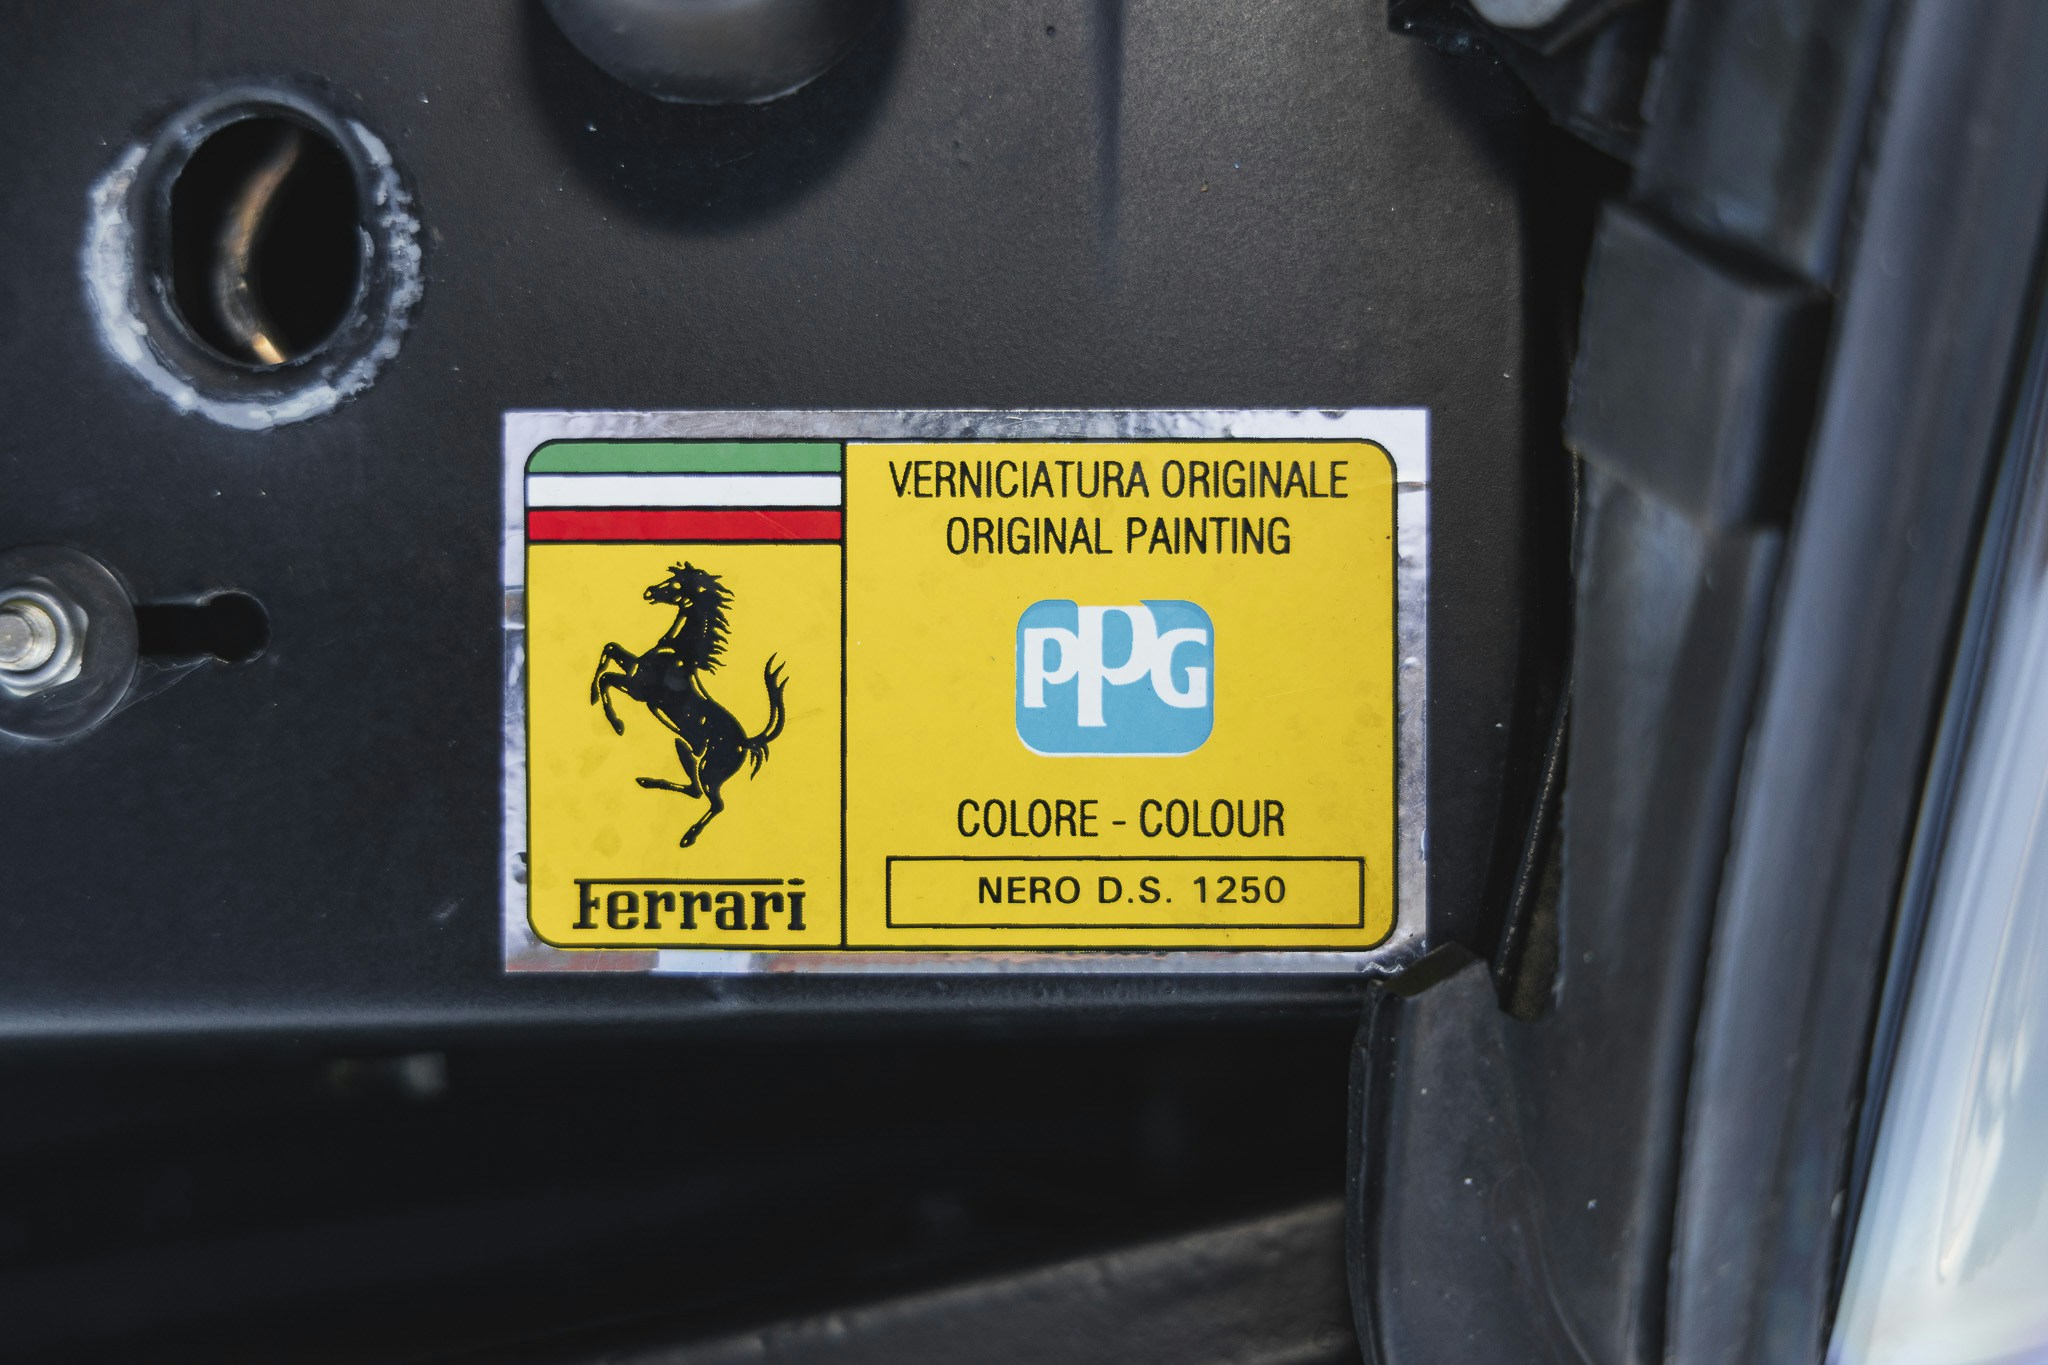 VERNICIATURA ORIGINALE
ORIGINAL PAINTING
PPG
COLORE - COLOUR
NERO D.S. 1250
Ferrari